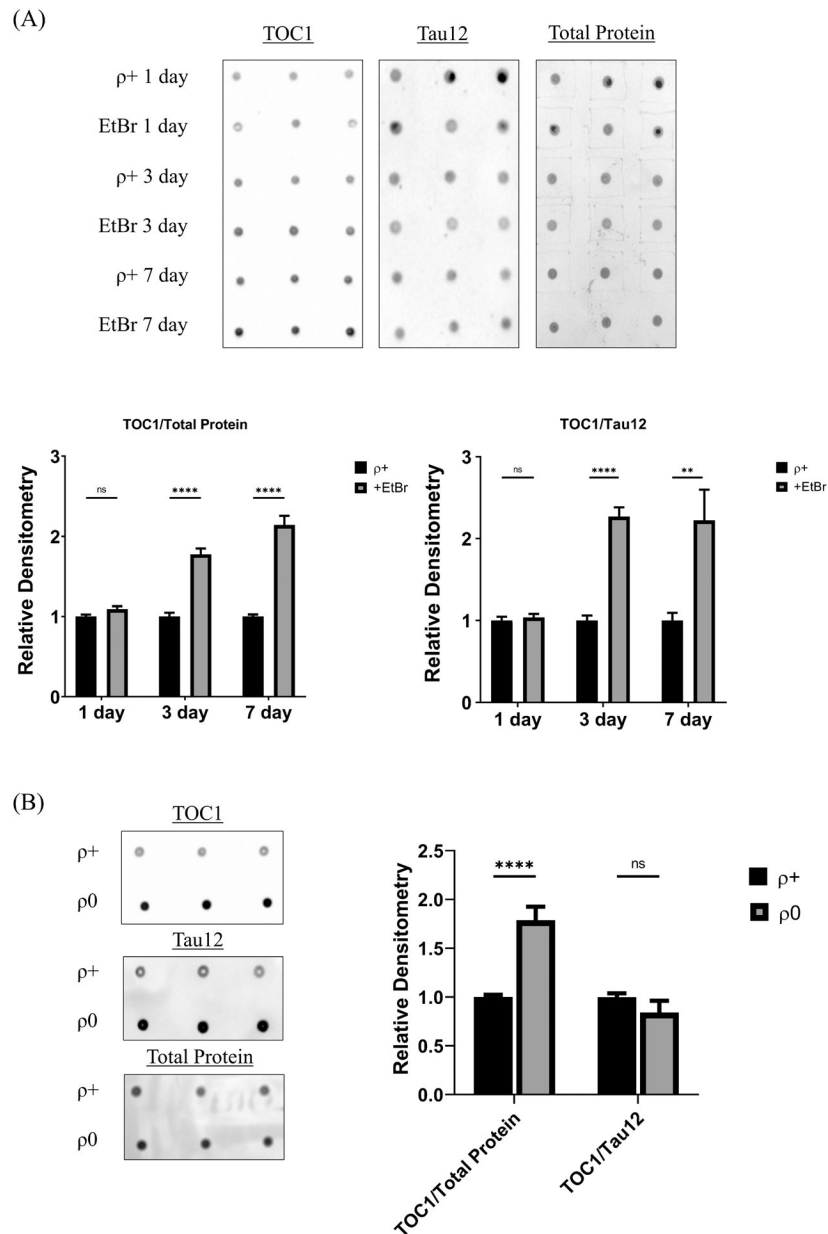 (A)
TOC1 Tau12 Total Protein
ρ+ 1 day
EtBr 1 day
ρ+ 3 day
EtBr 3 day
ρ+ 7 day
EtBr 7 day
TOC1/Total Protein
Relative Densitometry
3
2
1
0
ns **** ****
1 day 3 day 7 day
ρ+
+EtBr
TOC1/Tau12
Relative Densitometry
3
2
1
0
ns **** **
1 day 3 day 7 day
ρ+
+EtBr
(B)
TOC1
ρ+
ρ0
Tau12
ρ+
ρ0
Total Protein
ρ+
ρ0
Relative Densitometry
2.5
2.0
1.5
1.0
0.5
0.0
**** ns
TOC1/Total Protein
TOC1/Tau12
ρ+
ρ0